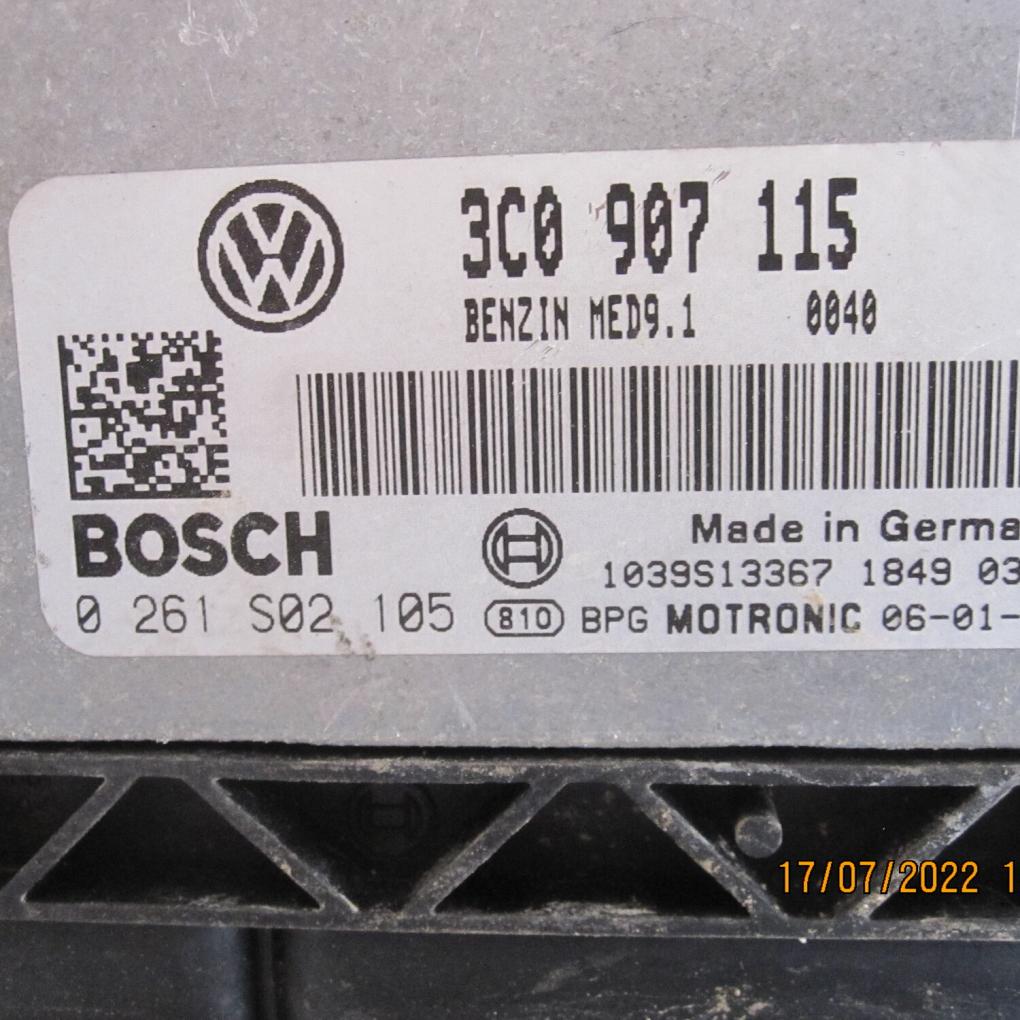 3C0 907 115
BENZIN MED9.1 0040
BOSCH
Made in Germa
1039S13367 1849 03
0 261 S02 105
810 BPG MOTRONIC 06-01-
17/07/2022 1